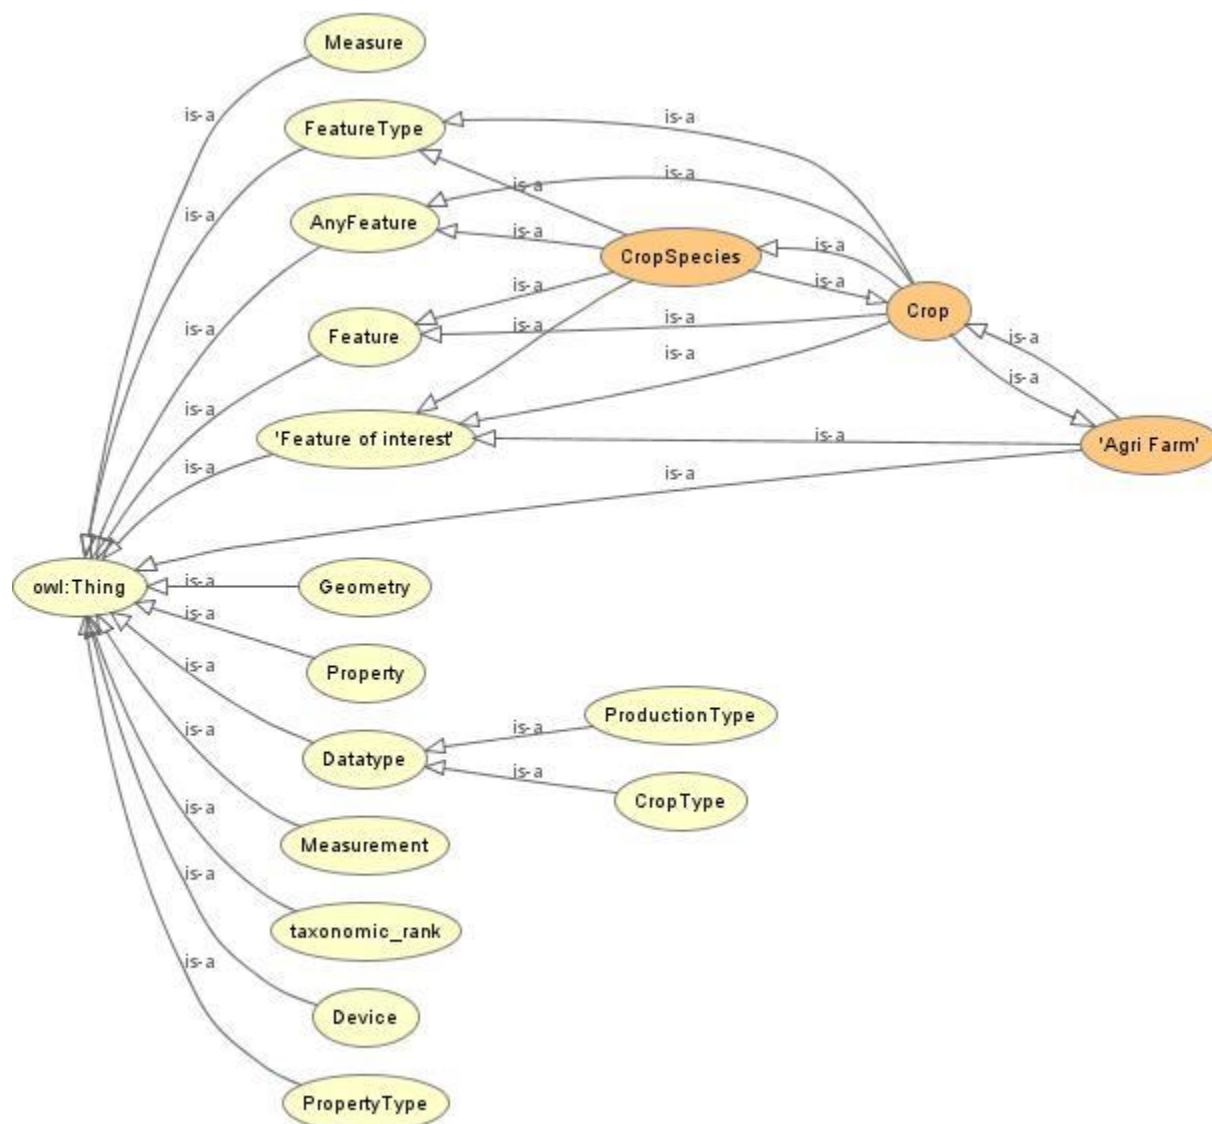 Measure
is-a
FeatureType
is-a
is-a
AnyFeature
is-a
is-a
is-a
is-a
CropSpecies
is-a
is-a
is-a
Crop
Feature
is-a
is-a
is-a
is-a
is-a
is-a
is-a
'Feature of interest'
is-a
'Agri Farm'
is-a
is-a
owl:Thing
is-a
Geometry
is-a
Property
is-a
ProductionType
is-a
Datatype
is-a
is-a
CropType
is-a
Measurement
is-a
taxonomic_rank
is-a
Device
PropertyType